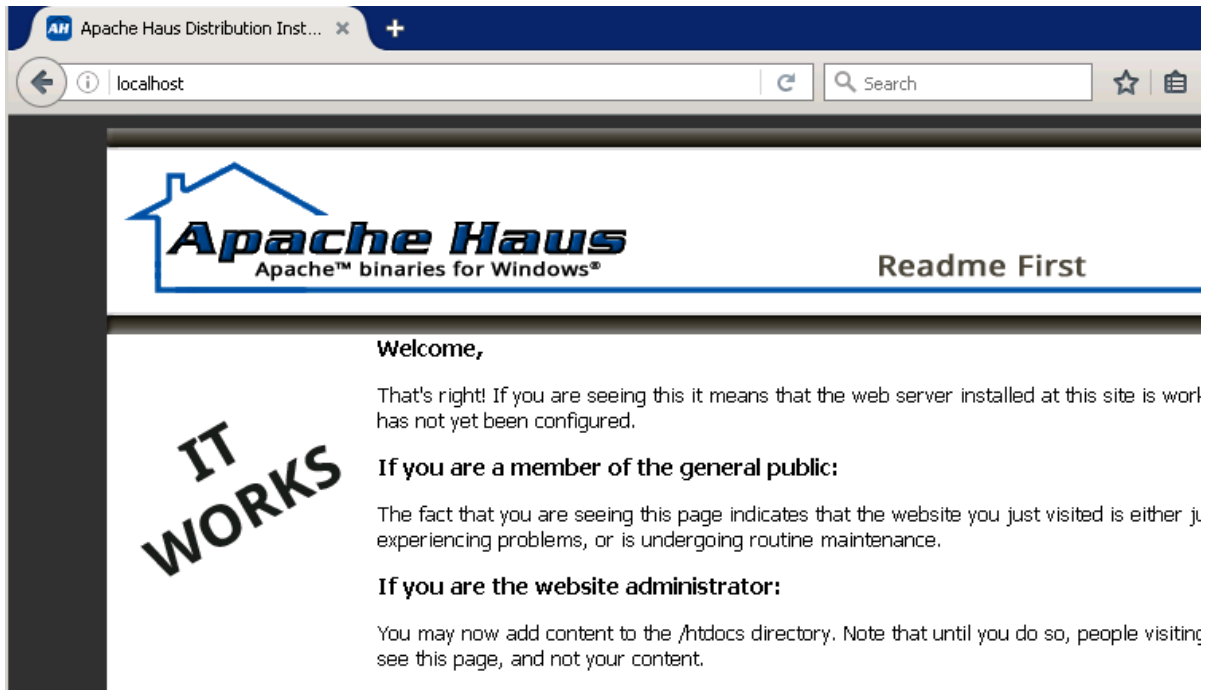 AH Apache Haus Distribution Inst... × +
localhost
Search
Apache Haus
Apache™ binaries for Windows®
Readme First
IT
WORKS
Welcome,
That's right! If you are seeing this it means that the web server installed at this site is
has not yet been configured.
If you are a member of the general public:
The fact that you are seeing this page indicates that the website you just visited is either
experiencing problems, or is undergoing routine maintenance.
If you are the website administrator:
You may now add content to the /htdocs directory. Note that until you do so, people visiting
see this page, and not your content.